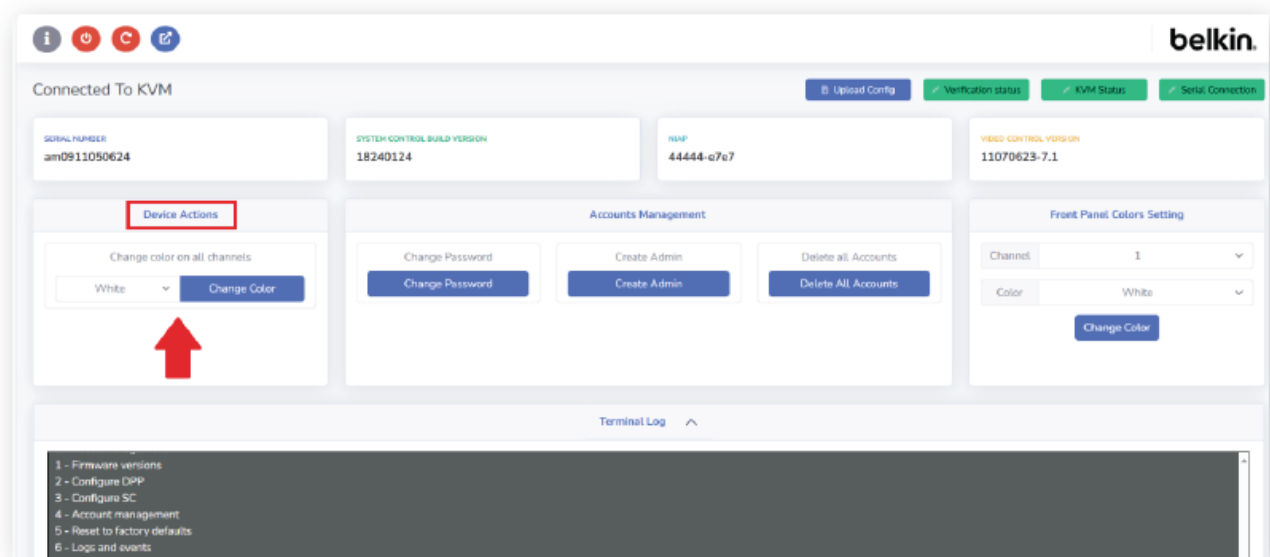 belkin.
Connected To KVM
Upload Config
Verification status
KVM Status
Serial Connection
SERIAL NUMBER
am0911050624
SYSTEM CONTROL BUILD VERSION
18240124
NIAP
44444-e7e7
VIDEO CONTROL VERSION
11070623-7.1
Device Actions
Change color on all channels
White
Change Color
Accounts Management
Change Password
Change Password
Create Admin
Create Admin
Delete all Accounts
Delete All Accounts
Front Panel Colors Setting
Channel 1
Color White
Change Color
Terminal Log
1 - Firmware versions
2 - Configure DPP
3 - Configure SC
4 - Account management
5 - Reset to factory defaults
6 - Logs and events